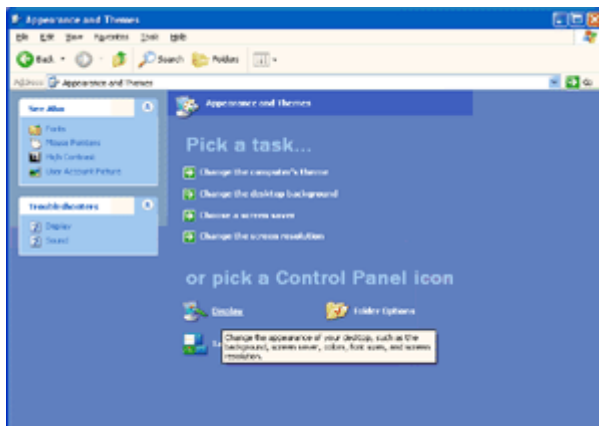 Appearance and Themes
File Edit View Favorites Tools Help
Back Search Folders
Address Appearance and Themes Go
See Also
Fonts
Mouse Pointers
High Contrast
User Account Picture
Troubleshooters
Display
Sound
Appearance and Themes
Pick a task...
Change the computer's theme
Change the desktop background
Choose a screen saver
Change the screen resolution
or pick a Control Panel icon
Display Folder Options
Change the appearance of your desktop, such as the
background, screen saver, colors, font sizes, and screen
resolution.